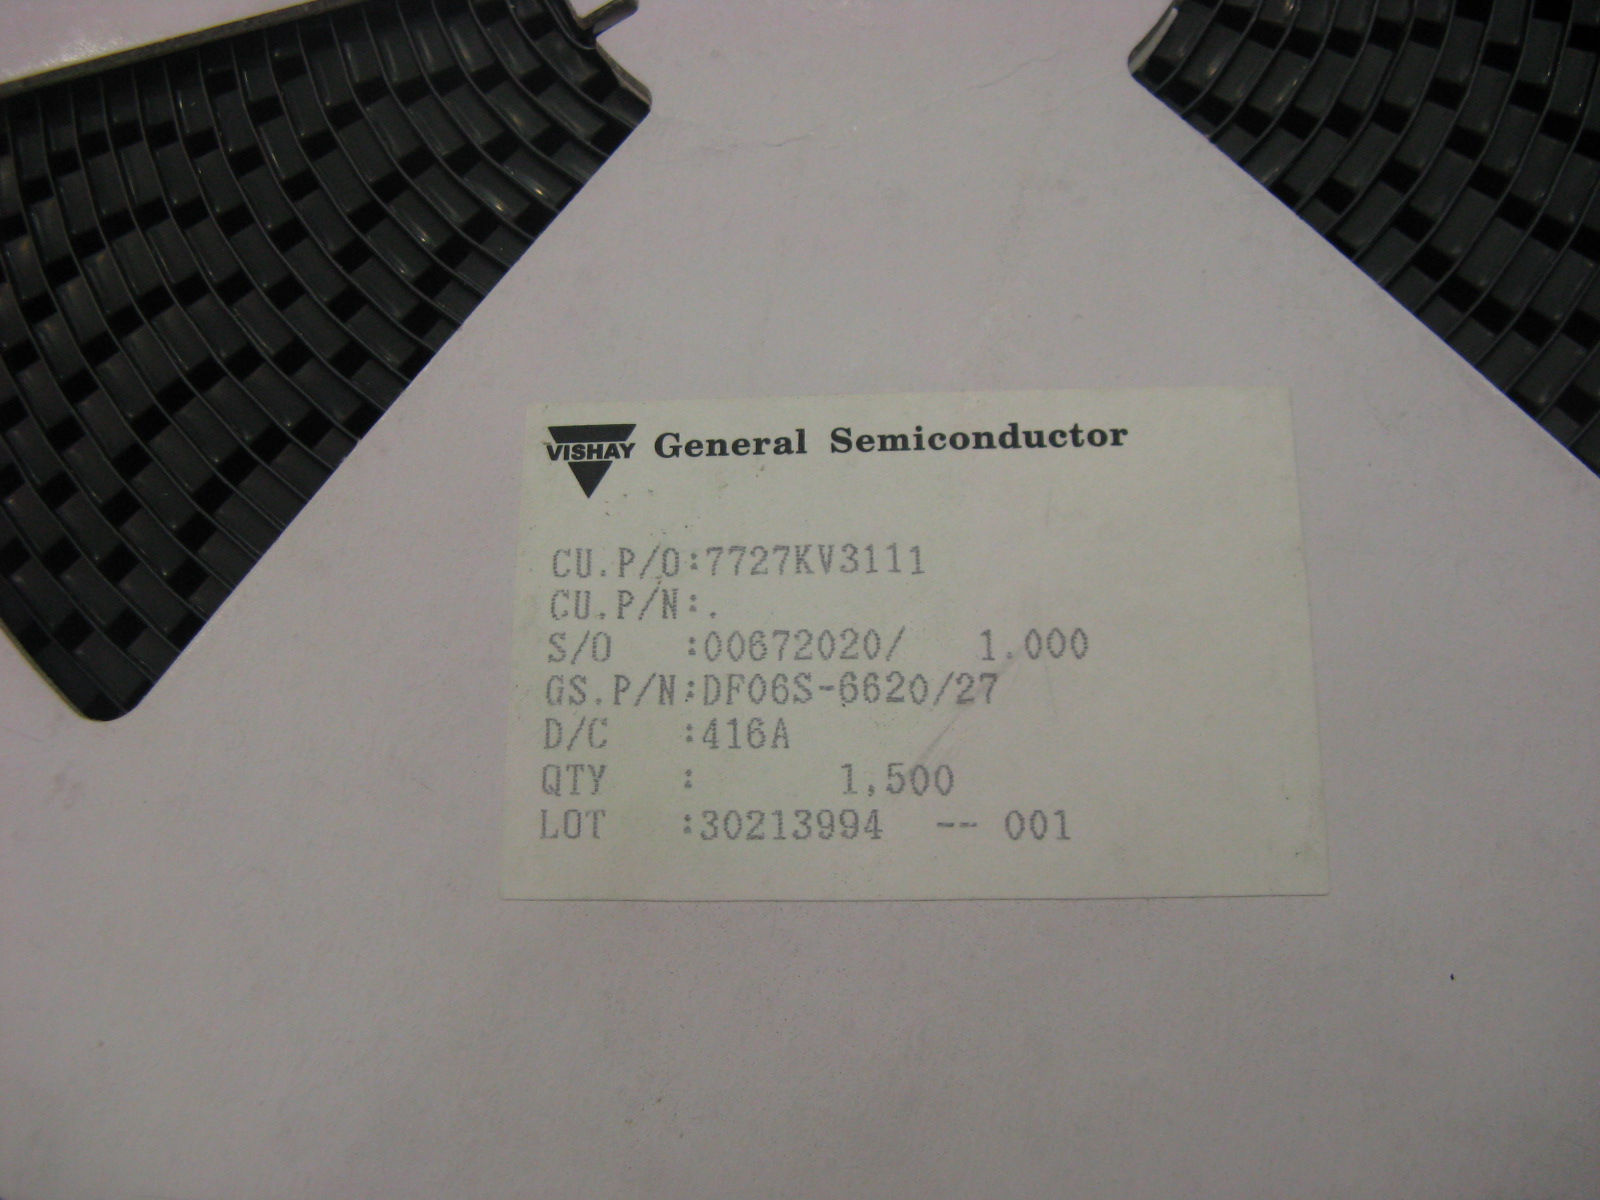 VISHAY General Semiconductor
CU.P/O:7727KV3111
CU.P/N:.
S/O :00672020/ 1.000
GS.P/N:DF06S-6620/27
D/C :416A
QTY : 1,500
LOT :30213994 -- 001